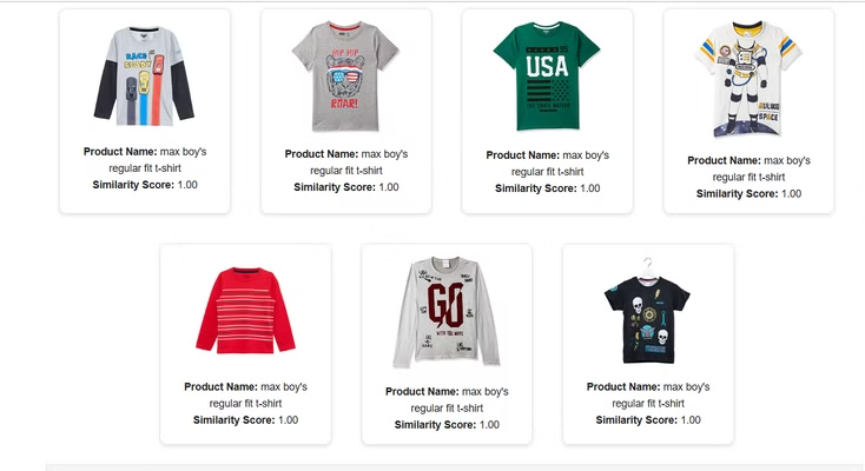 RACE
READY
Product Name: max boy's
regular fit t-shirt
Similarity Score: 1.00
HIP HIP
ROAR!
Product Name: max boy's
regular fit t-shirt
Similarity Score: 1.00
USA
Product Name: max boy's
regular fit t-shirt
Similarity Score: 1.00
SPACE
Product Name: max boy's
regular fit t-shirt
Similarity Score: 1.00
Product Name: max boy's
regular fit t-shirt
Similarity Score: 1.00
GO
WITH THE
Product Name: max boy's
regular fit t-shirt
Similarity Score: 1.00
Product Name: max boy's
regular fit t-shirt
Similarity Score: 1.00